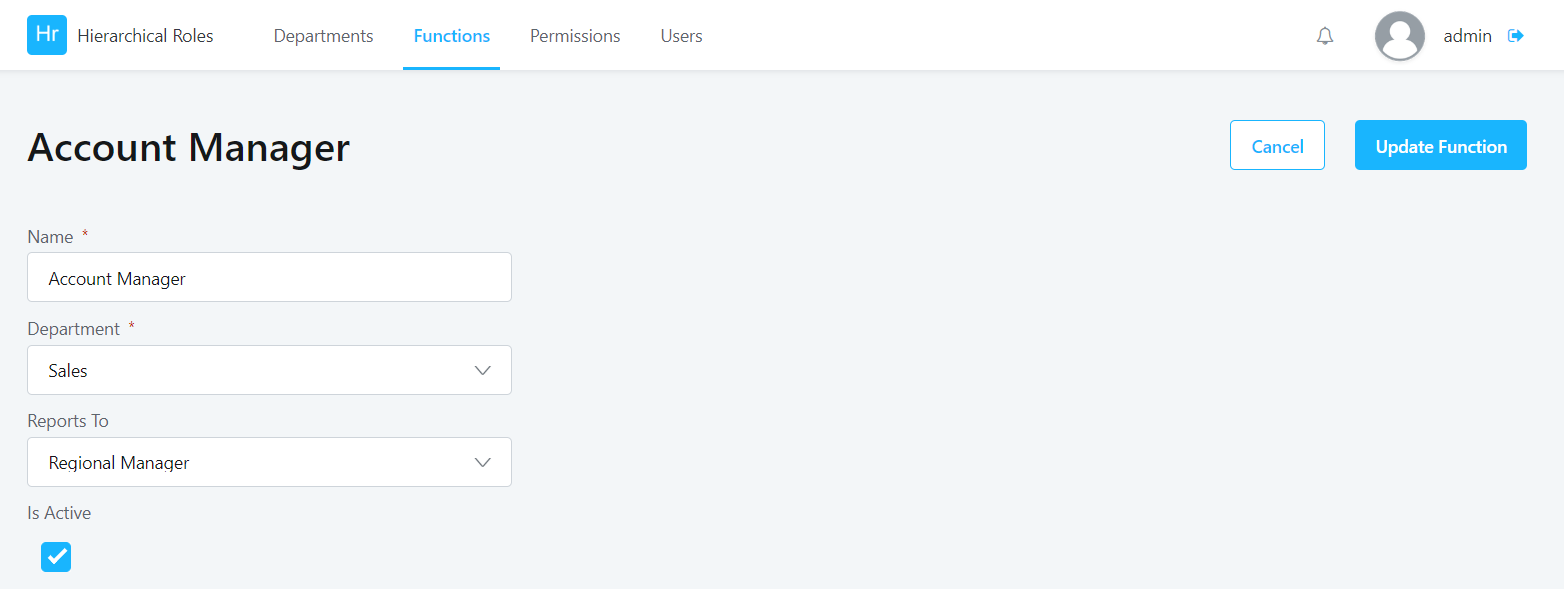 Hr Hierarchical Roles Departments Functions Permissions Users admin
Account Manager Cancel Update Function
Name *
Account Manager
Department *
Sales
Reports To
Regional Manager
Is Active